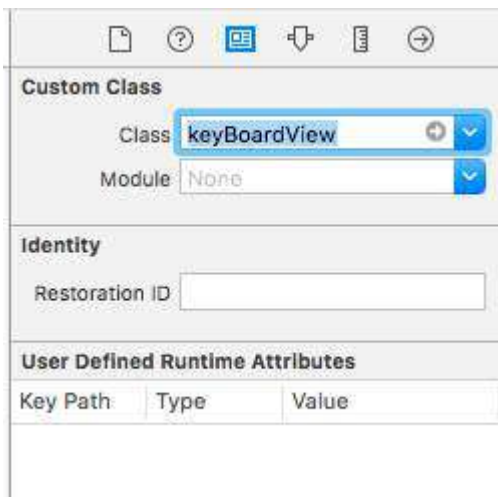 Custom Class
Class keyBoardView
Module None
Identity
Restoration ID
User Defined Runtime Attributes
Key Path Type Value